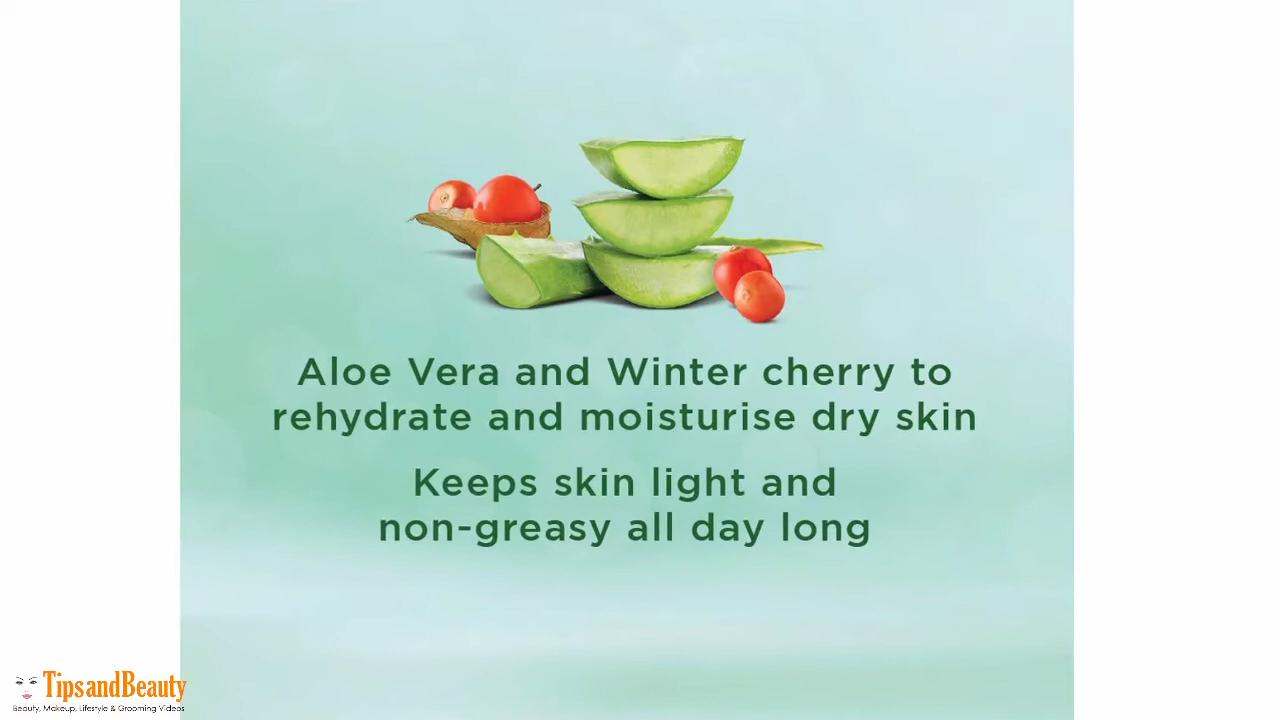 Aloe Vera and Winter cherry to
rehydrate and moisturise dry skin
Keeps skin light and
non-greasy all day long
TipsandBeauty
Beauty, Makeup, Lifestyle & Grooming Videos